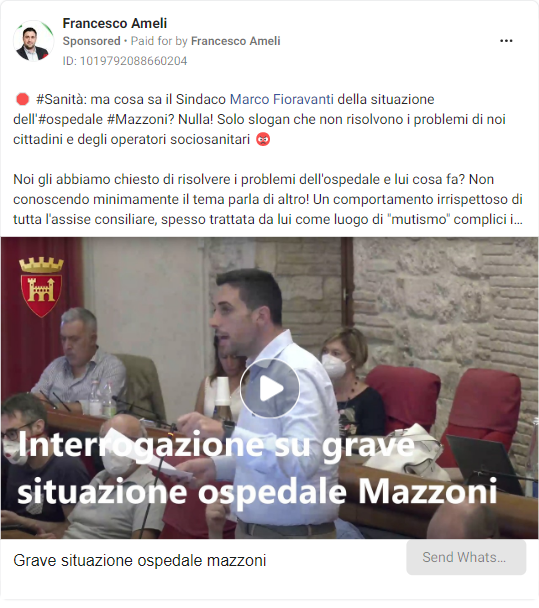 Francesco Ameli
Sponsored • Paid for by Francesco Ameli
ID: 1019792088660204
🛑 #Sanità: ma cosa sa il Sindaco Marco Fioravanti della situazione
dell'#ospedale #Mazzoni? Nulla! Solo slogan che non risolvono i problemi di noi
cittadini e degli operatori sociosanitari 😡
Noi gli abbiamo chiesto di risolvere i problemi dell'ospedale e lui cosa fa? Non
conoscendo minimamente il tema parla di altro! Un comportamento irrispettoso di
tutta l'assise consiliare, spesso trattata da lui come luogo di "mutismo" complici i...
Interrogazione su grave
situazione ospedale Mazzoni
Grave situazione ospedale mazzoni
Send Whats...